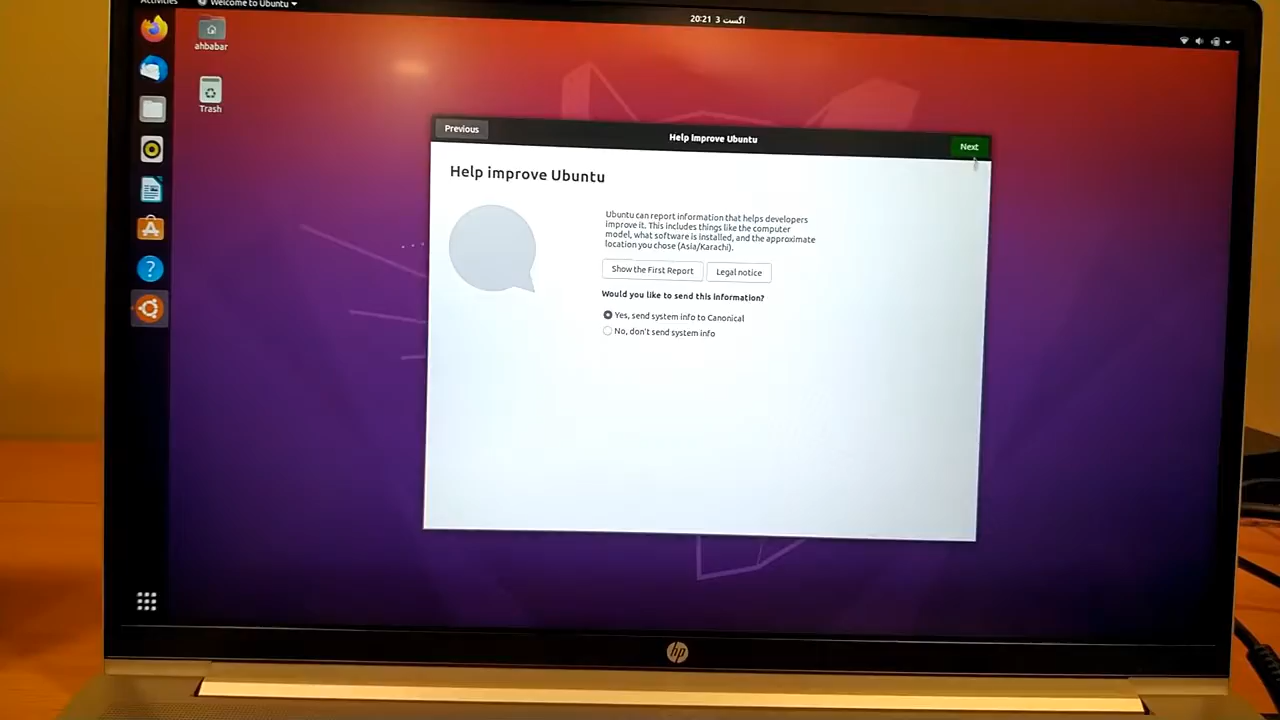 Activities
Welcome to Ubuntu
20:21 3 اگست
ahbabar
Trash
Previous
Help Improve Ubuntu
Next
Help improve Ubuntu
Ubuntu can report information that helps developers
improve it. This includes things like the computer
model, what software is installed, and the approximate
location you chose (Asia/Karachi).
Show the First Report
Legal notice
Would you like to send this information?
Yes, send system info to Canonical
No, don't send system info
hp